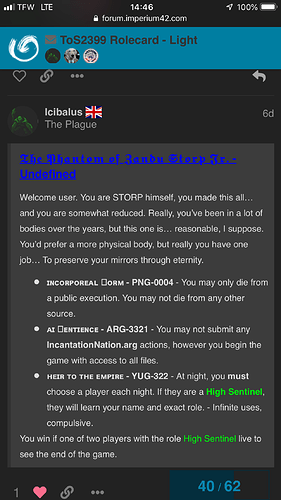 TFW LTE
14:46
100%
forum.imperium42.com
ToS2399 Rolecard - Light
Icibalus
6d
The Plague
The Phantom of Zandu Storp Jr. -
Undefined
Welcome user. You are STORP himself, you made this all…
and you are somewhat reduced. Really, you've been in a lot of
bodies over the years, but this one is… reasonable, I suppose.
You'd prefer a more physical body, but really you have one
job… To preserve your mirrors through eternity.
• ɪɴᴄᴏʀᴘᴏʀᴇᴀʟ □ᴏʀᴍ - PNG-0004 - You may only die from
a public execution. You may not die from any other
source.
• ᴀɪ □ᴇɴᴛɪᴇɴᴄᴇ - ARG-3321 - You may not submit any
IncantationNation.arg actions, however you begin the
game with access to all files.
• ʜᴇɪʀ ᴛᴏ ᴛʜᴇ ᴇᴍᴘɪʀᴇ - YUG-322 - At night, you must
choose a player each night. If they are a High Sentinel,
they will learn your name and exact role. - Infinite uses,
compulsive.
You win if one of two players with the role High Sentinel live to
see the end of the game.
1
40 / 62